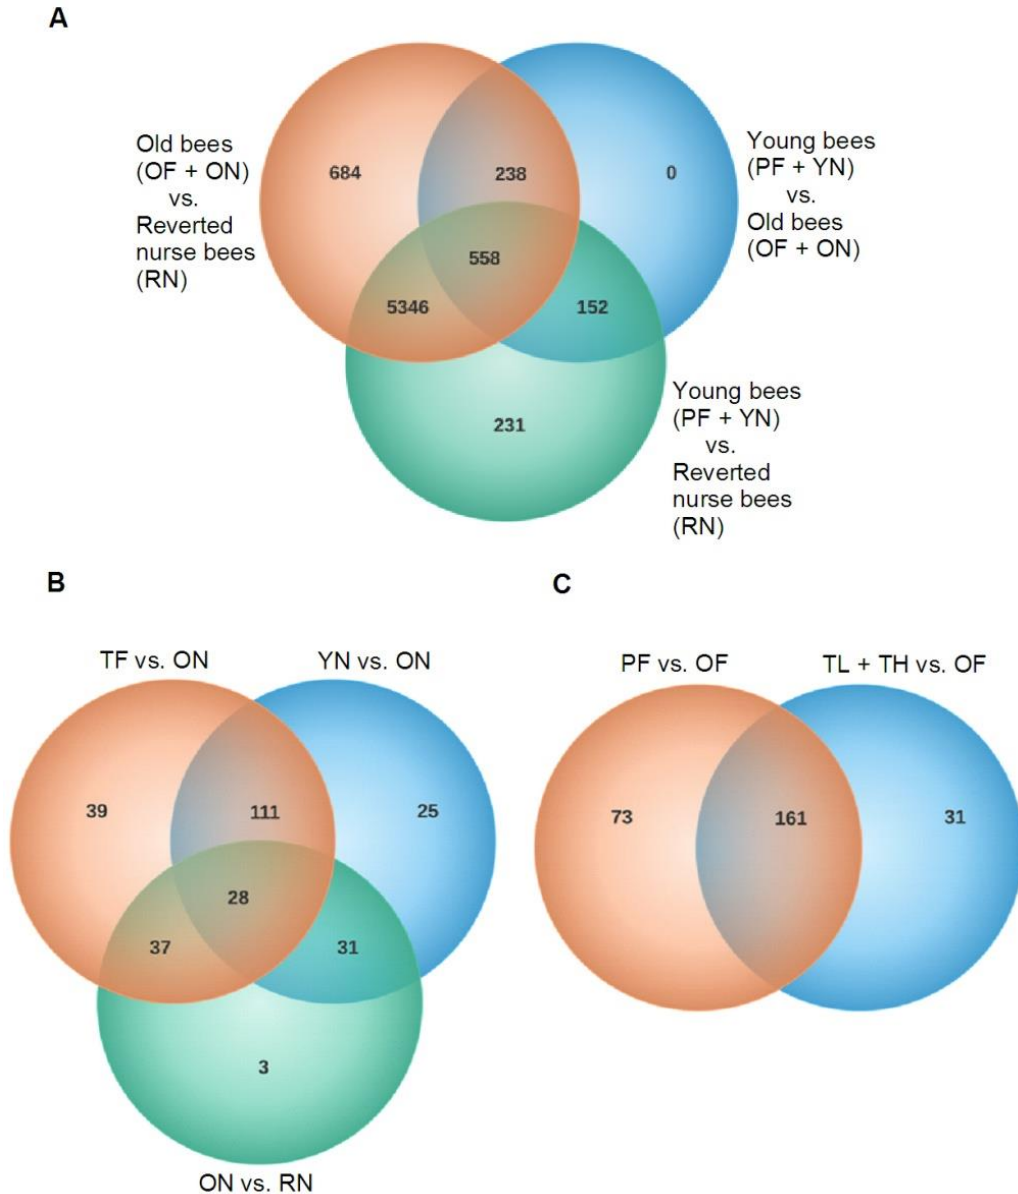 A
Old bees
(OF + ON)
vs.
Reverted
nurse bees
(RN)
684
238
0
Young bees
(PF + YN)
vs.
Old bees
(OF + ON)
558
5346
152
231
Young bees
(PF + YN)
vs.
Reverted
nurse bees
(RN)
B
TF vs. ON
YN vs. ON
39
111
25
28
37
31
3
ON vs. RN
C
PF vs. OF
TL + TH vs. OF
73
161
31